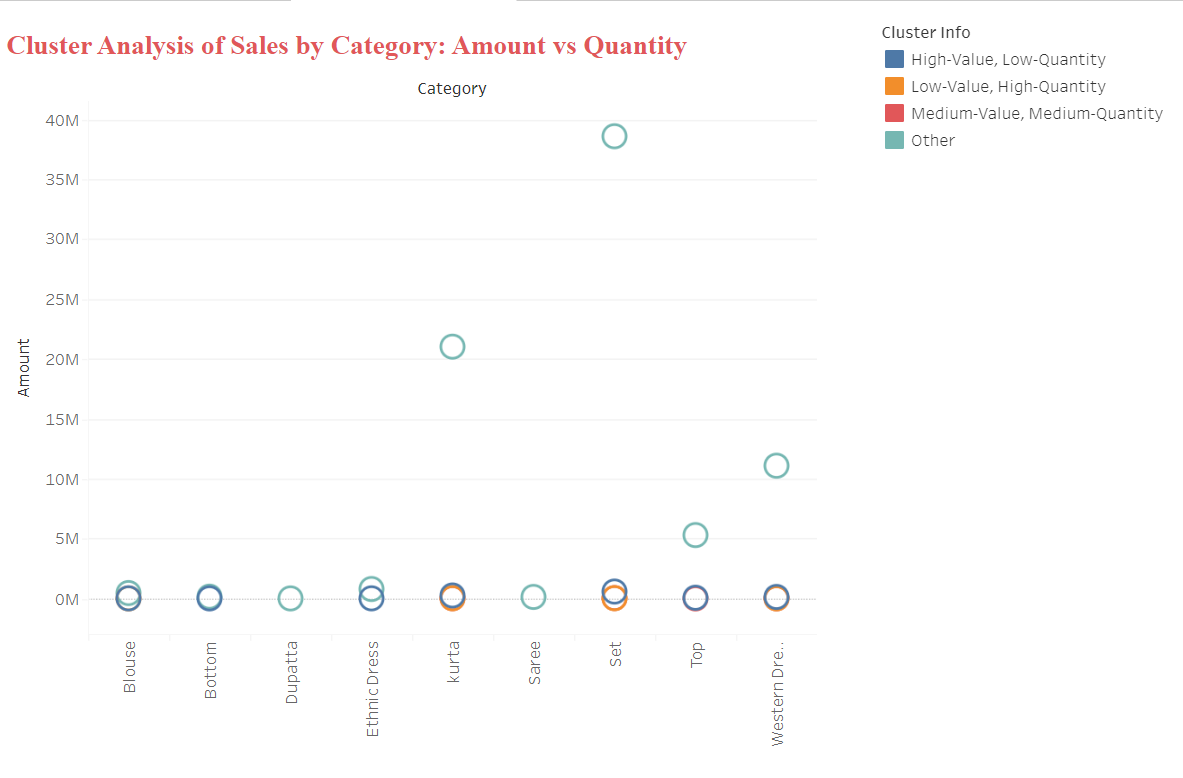 Cluster Analysis of Sales by Category: Amount vs Quantity
Category
Amount
40M
35M
30M
25M
20M
15M
10M
5M
0M
Blouse
Bottom
Dupatta
Ethnic Dress
kurta
Saree
Set
Top
Western Dre..
Cluster Info
High-Value, Low-Quantity
Low-Value, High-Quantity
Medium-Value, Medium-Quantity
Other